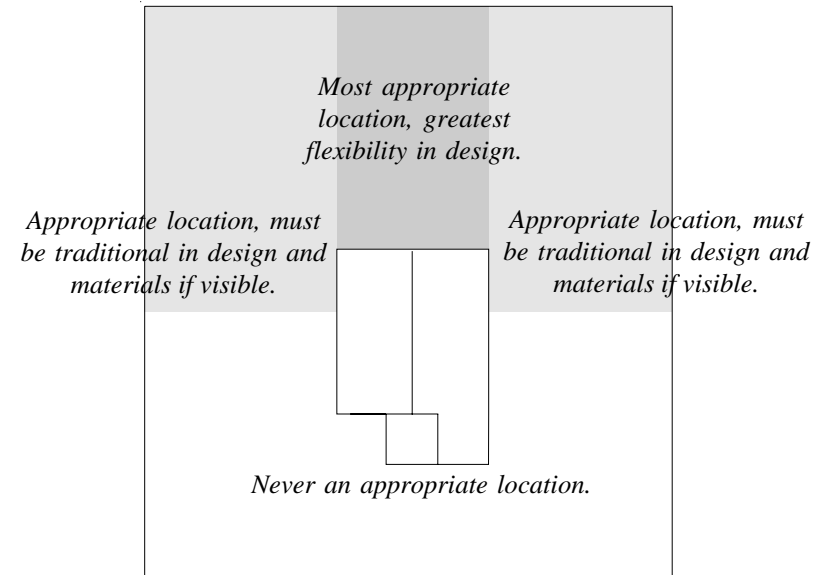 Most appropriate
location, greatest
flexibility in design.
Appropriate location, must
be traditional in design and
materials if visible.
Appropriate location, must
be traditional in design and
materials if visible.
Never an appropriate location.